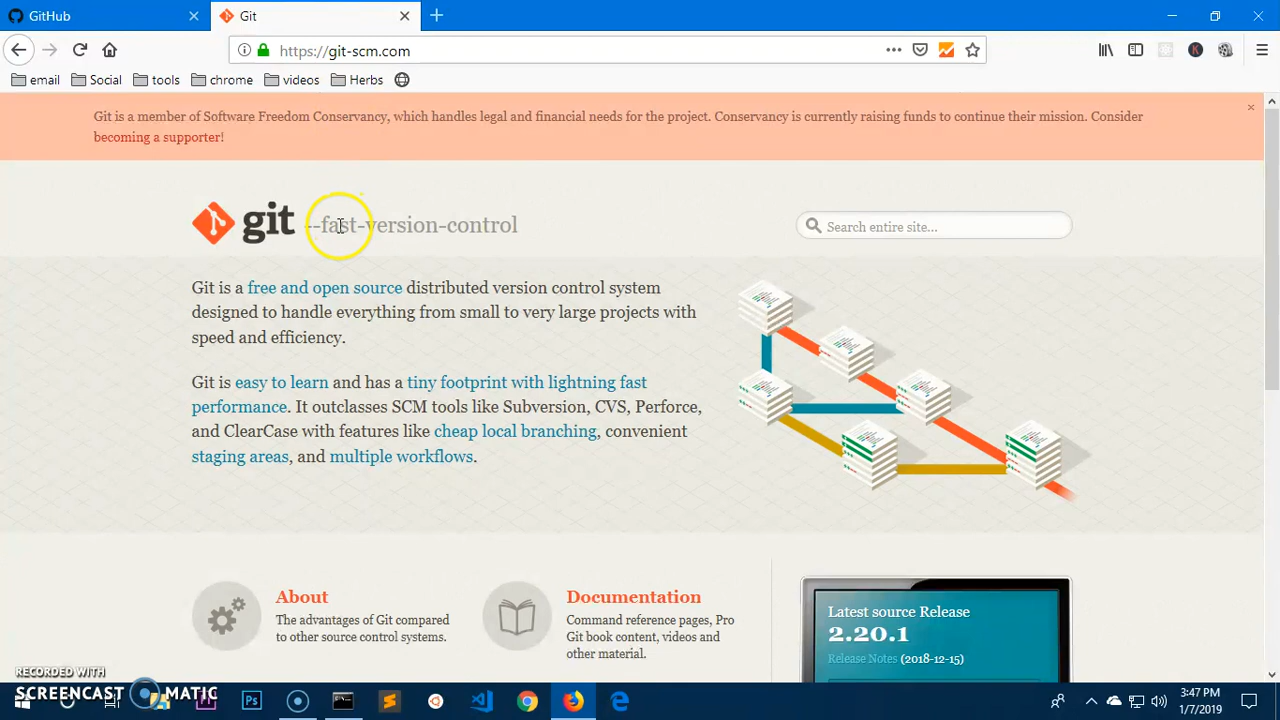 GitHub
Git
https://git-scm.com
email
Social
tools
chrome
videos
Herbs
Git is a member of Software Freedom Conservancy, which handles legal and financial needs for the project. Conservancy is currently raising funds to continue their mission. Consider
becoming a supporter!
git --fast-version-control
Search entire site...
Git is a free and open source distributed version control system
designed to handle everything from small to very large projects with
speed and efficiency.
Git is easy to learn and has a tiny footprint with lightning fast
performance. It outclasses SCM tools like Subversion, CVS, Perforce,
and ClearCase with features like cheap local branching, convenient
staging areas, and multiple workflows.
About
The advantages of Git compared
to other source control systems.
Documentation
Command reference pages, Pro
Git book content, videos and
other material.
Latest source Release
2.20.1
Release Notes (2018-12-15)
RECORDED WITH
SCREENCAST MATIC
Ps
3:47 PM
1/7/2019